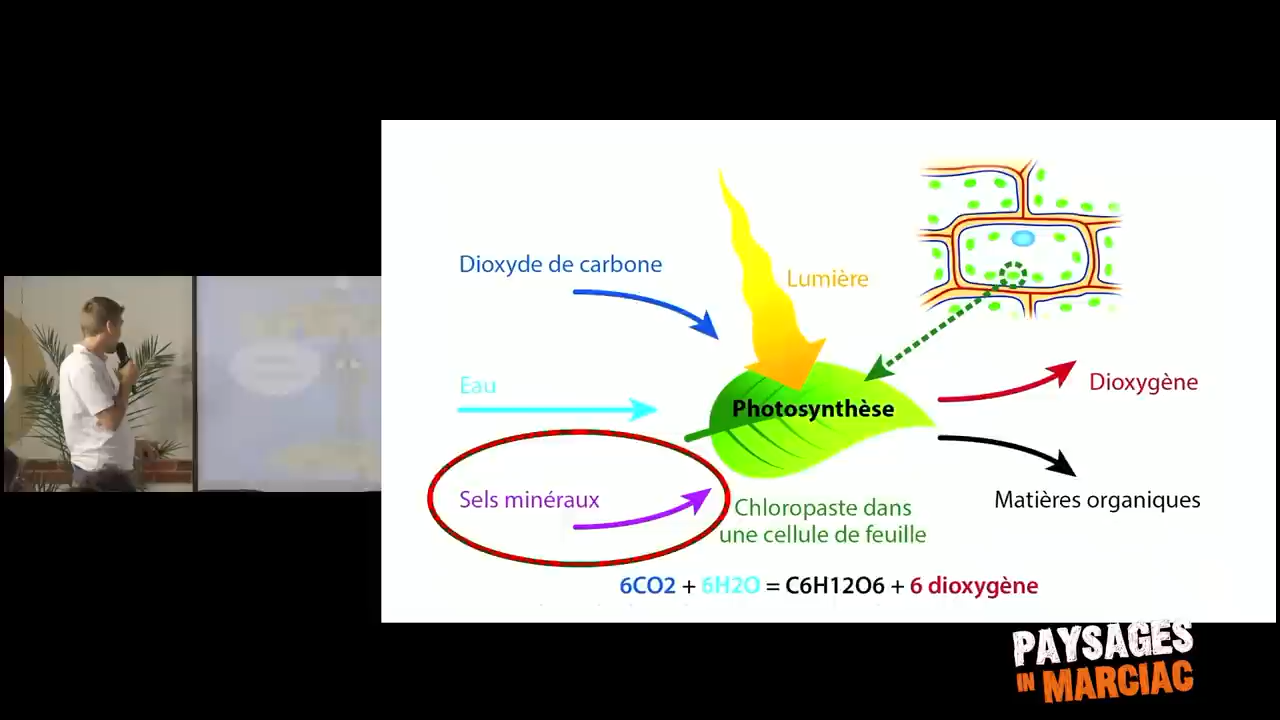 Dioxyde de carbone
Lumière
Eau
Photosynthèse
Dioxygène
Sels minéraux
Matières organiques
Chloropaste dans
une cellule de feuille
6CO2 + 6H2O = C6H12O6 + 6 dioxygène
PAYSAGES
IN MARCIAC